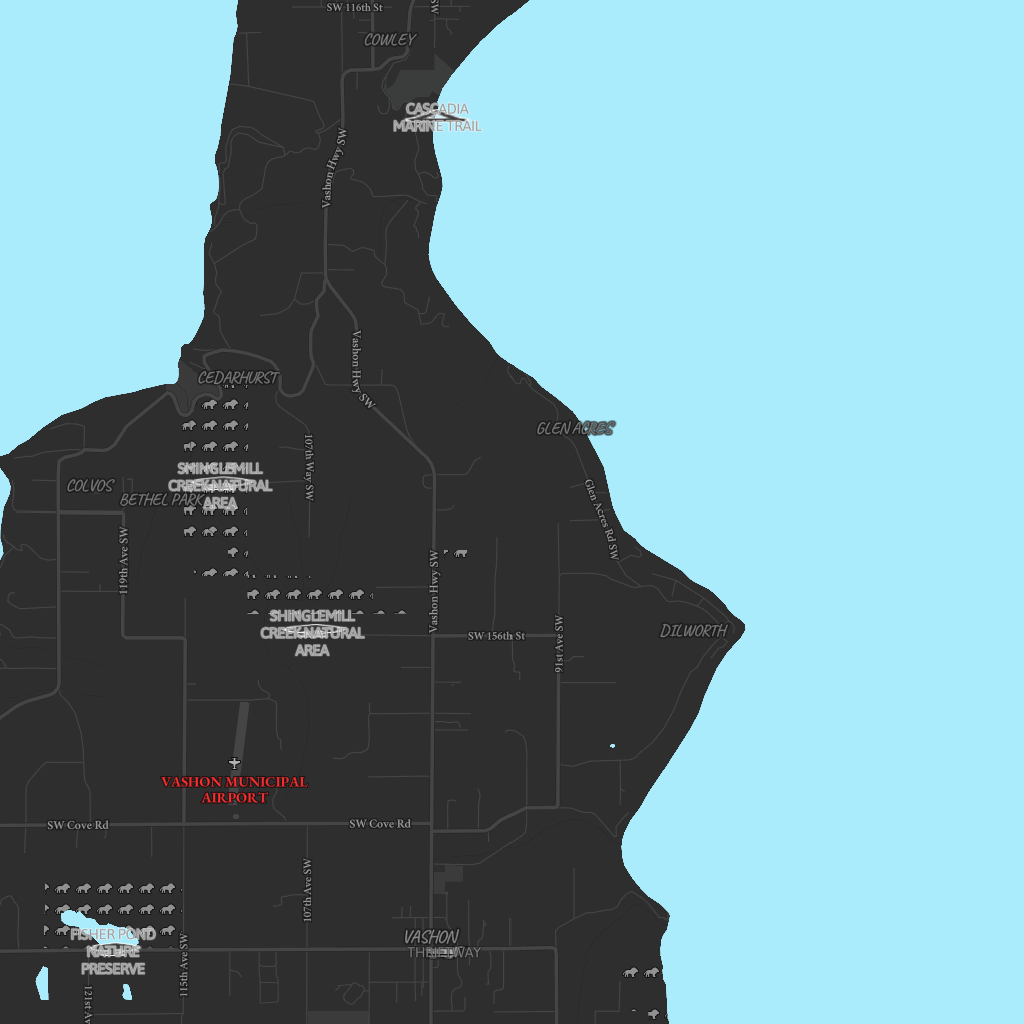 SW 116th St
SW
COWLEY
CASCADIA
MARINE TRAIL
Vashon Hwy SW
Vashon Hwy SW
CEDARHURST
GLEN ACRES
SHINGLEMILL
CREEK NATURAL
AREA
107th Way SW
COLVOS
BETHEL PARK
Glen Acres Rd SW
119th Ave SW
Vashon Hwy SW
SHINGLEMILL
CREEK NATURAL
AREA
SW 156th St
91st Ave SW
DILWORTH
VASHON MUNICIPAL
AIRPORT
SW Cove Rd
SW Cove Rd
107th Ave SW
FISHER POND
NATURE
PRESERVE
VASHON
115th Ave SW
121st Av